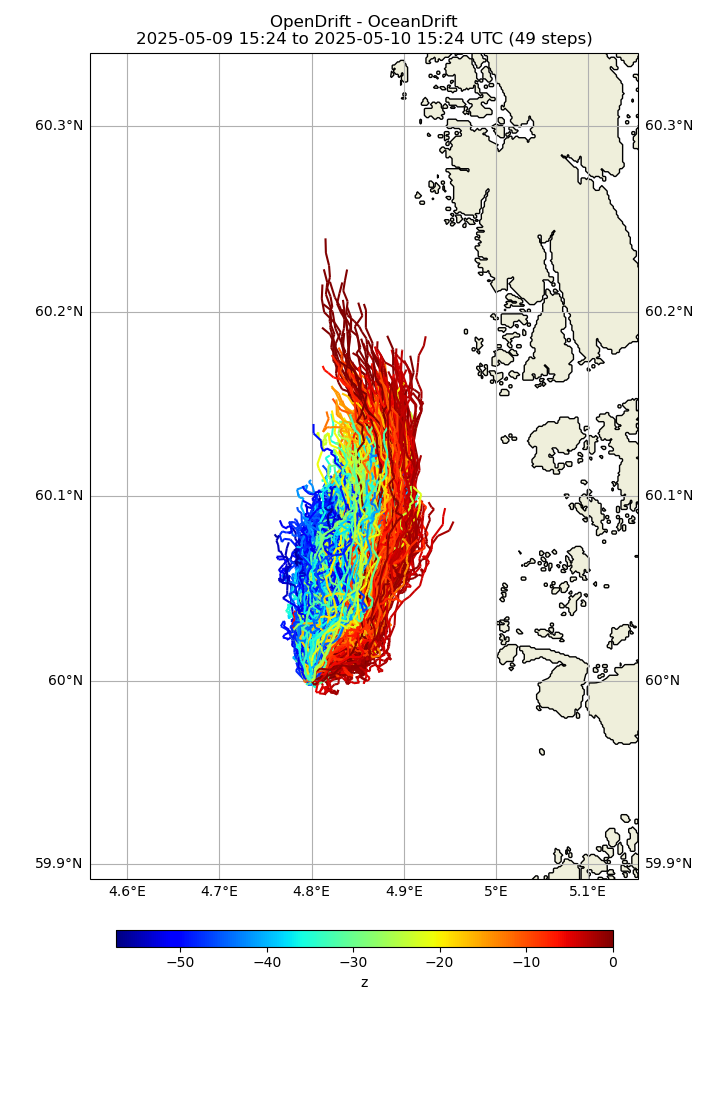 OpenDrift - OceanDrift
2025-05-09 15:24 to 2025-05-10 15:24 UTC (49 steps)
60.3°N 60.3°N
60.2°N 60.2°N
60.1°N 60.1°N
60°N 60°N
59.9°N 59.9°N
4.6°E 4.7°E 4.8°E 4.9°E 5°E 5.1°E
−50 −40 −30 −20 −10 0
z